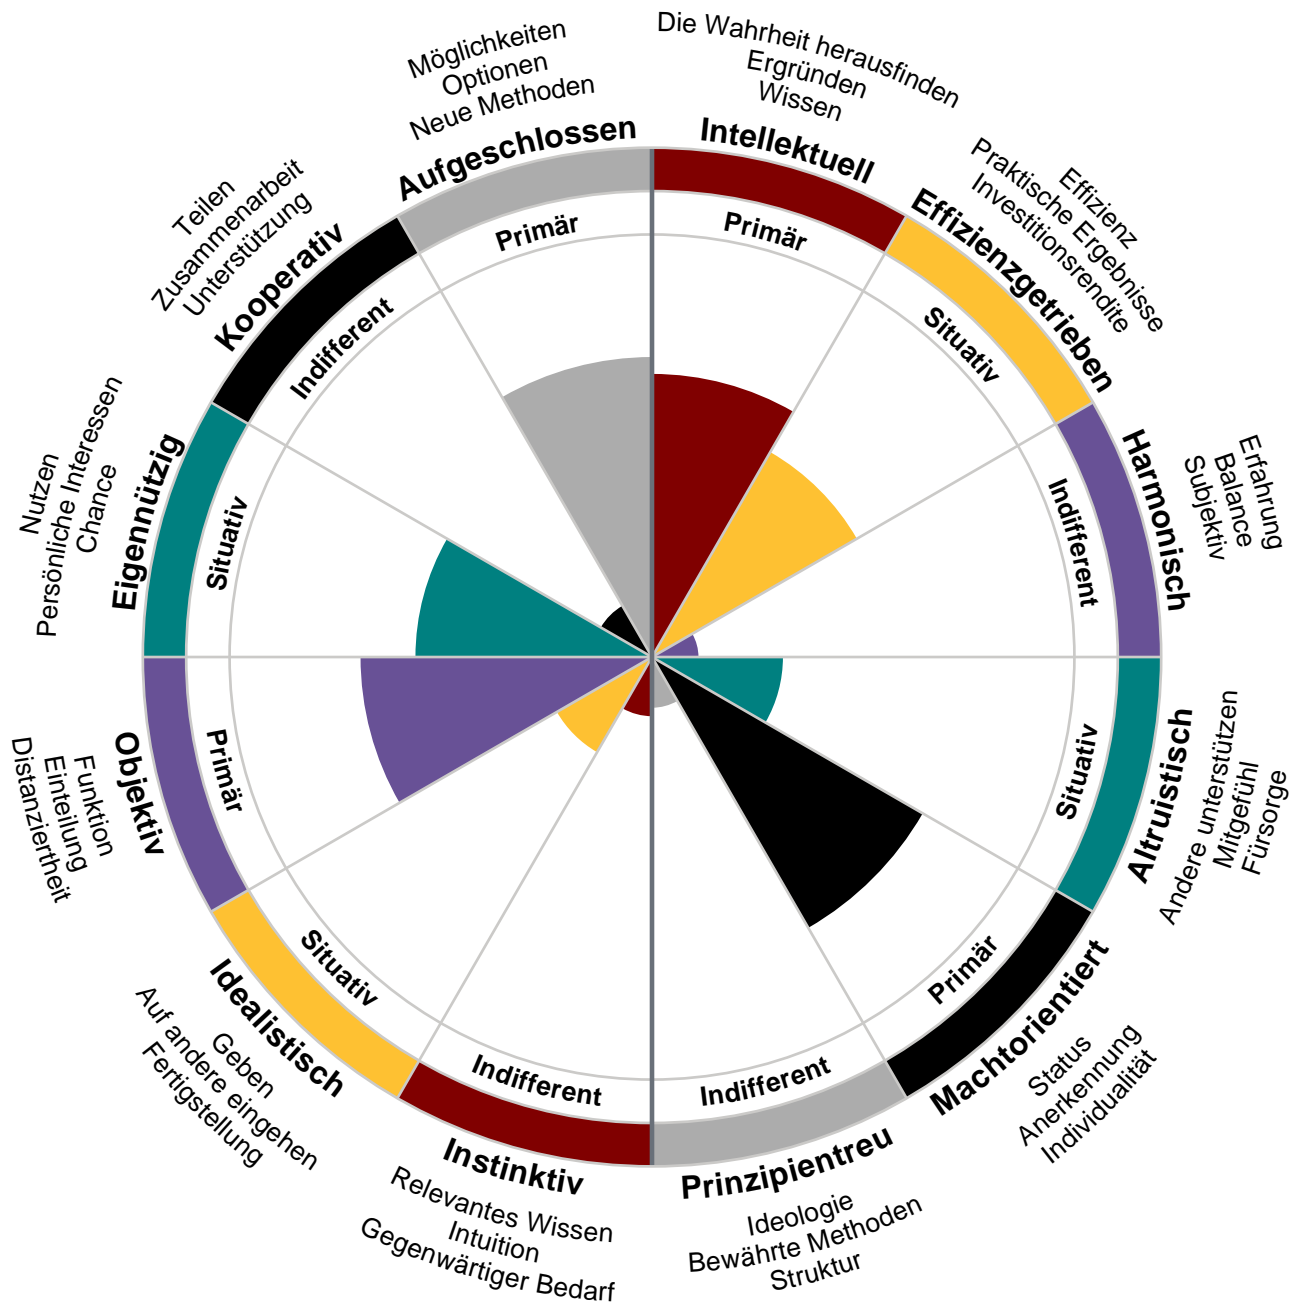 Die Wahrheit herausfinden
Ergründen
Wissen
Intellektuell
Primär
Effizienz
Praktische Ergebnisse
Investitionsrendite
Effizienzgetrieben
Situativ
Erfahrung
Balance
Subjektiv
Harmonisch
Indifferent
Andere unterstützen
Mitgefühl
Fürsorge
Altruistisch
Situativ
Status
Anerkennung
Individualität
Machtorientiert
Primär
Indifferent
Prinzipientreu
Ideologie
Bewährte Methoden
Struktur
Indifferent
Instinktiv
Relevantes Wissen
Intuition
Gegenwärtiger Bedarf
Situativ
Idealistisch
Geben
Auf andere eingehen
Fertigstellung
Primär
Objektiv
Funktion
Einteilung
Distanziertheit
Nutzen
Persönliche Interessen
Chance
Eigennützig
Situativ
Teilen
Zusammenarbeit
Unterstützung
Kooperativ
Indifferent
Möglichkeiten
Optionen
Neue Methoden
Aufgeschlossen
Primär